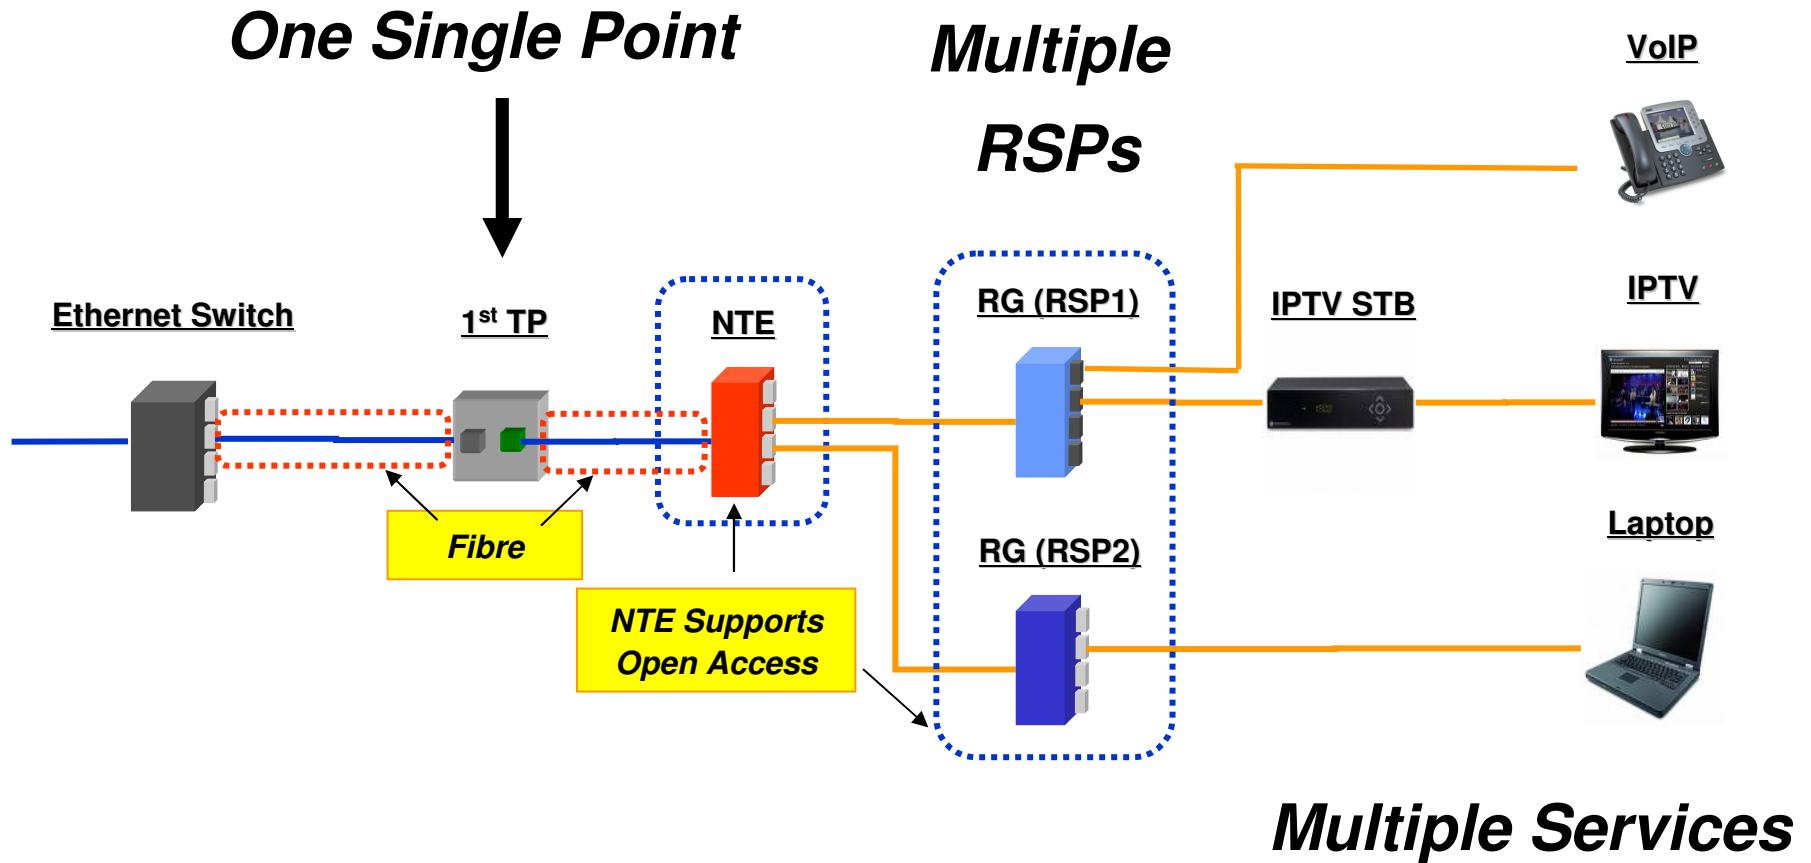 One Single Point
Multiple
RSPs
VoIP
Ethernet Switch
1st TP
NTE
RG (RSP1)
IPTV STB
IPTV
Fibre
RG (RSP2)
Laptop
NTE Supports
Open Access
Multiple Services